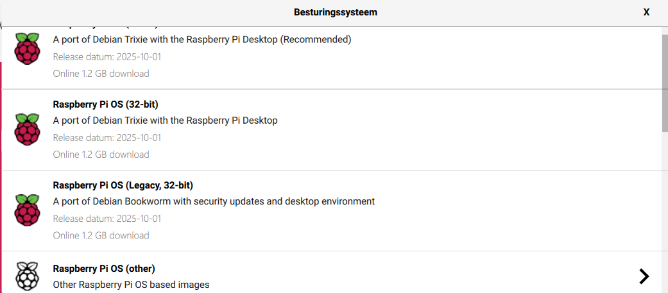 Besturingssysteem
X
A port of Debian Trixie with the Raspberry Pi Desktop (Recommended)
Release datum: 2025-10-01
Online 1.2 GB download
Raspberry Pi OS (32-bit)
A port of Debian Trixie with the Raspberry Pi Desktop
Release datum: 2025-10-01
Online 1.2 GB download
Raspberry Pi OS (Legacy, 32-bit)
A port of Debian Bookworm with security updates and desktop environment
Release datum: 2025-10-01
Online 1.2 GB download
Raspberry Pi OS (other)
Other Raspberry Pi OS based images